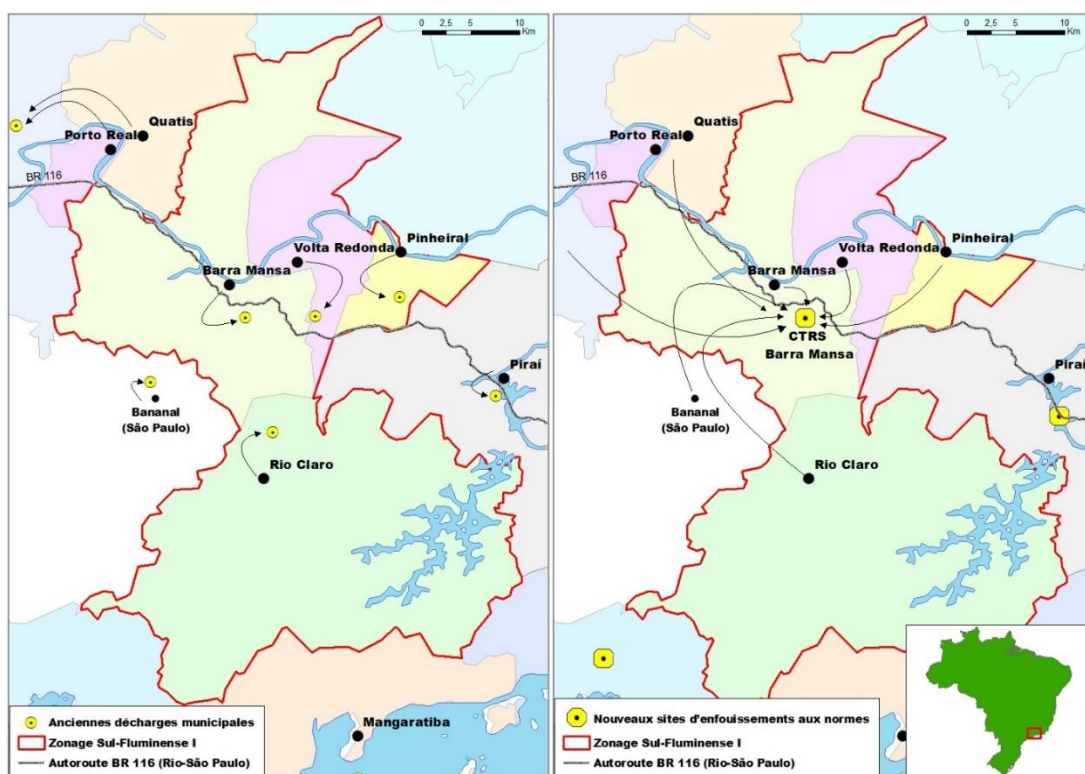 0 2,5 5 10
Km
Quatis
Porto Real
BR 116
Volta Redonda
Pinheiral
Barra Mansa
Piraí
Bananal
(São Paulo)
Rio Claro
Mangaratiba
Anciennes décharges municipales
Zonage Sul-Fluminense I
Autoroute BR 116 (Rio-São Paulo)
0 2,5 5 10
Km
Quatis
Porto Real
BR 116
Volta Redonda
Pinheiral
Barra Mansa
CTRS
Barra Mansa
Piraí
Bananal
(São Paulo)
Rio Claro
Nouveaux sites d'enfouissements aux normes
Zonage Sul-Fluminense I
Autoroute BR 116 (Rio-São Paulo)